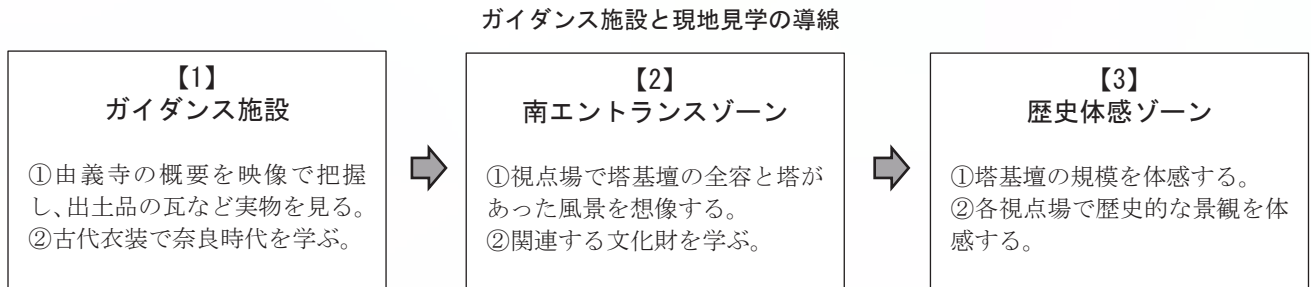 ガイダンス施設と現地見学の導線
【1】
ガイダンス施設
①由義寺の概要を映像で把握
し、出土品の瓦など実物を見る。
②古代衣装で奈良時代を学ぶ。
【2】
南エントランスゾーン
①視点場で塔基壇の全容と塔が
あった風景を想像する。
②関連する文化財を学ぶ。
【3】
歴史体感ゾーン
①塔基壇の規模を体感する。
②各視点場で歴史的な景観を体
感する。